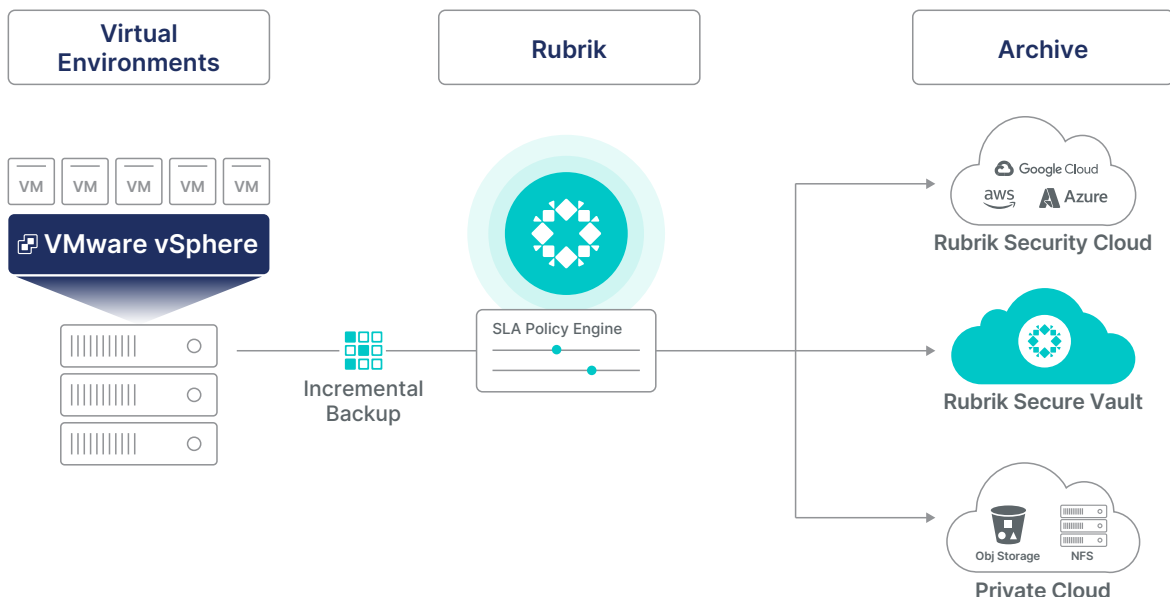 Virtual
Environments
Rubrik
Archive
VM VM VM VM VM
VMware vSphere
Incremental
Backup
SLA Policy Engine
Google Cloud
aws Azure
Rubrik Security Cloud
Rubrik Secure Vault
Obj Storage NFS
Private Cloud